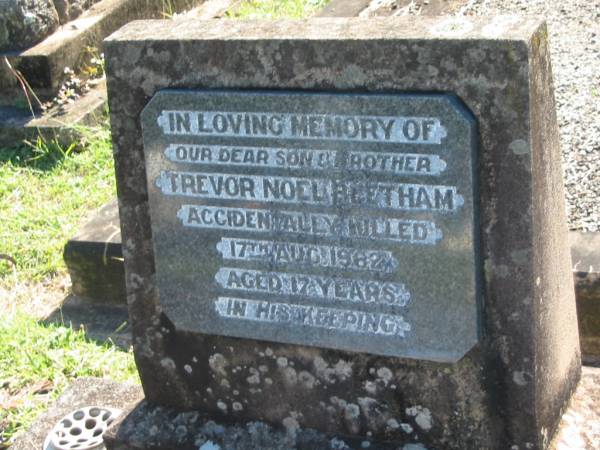 IN LOVING MEMORY OF
OUR DEAR SON & BROTHER
TREVOR NOEL BEETHAM
ACCIDENTALLY KILLED
17TH AUG. 1962
AGED 17 YEARS
IN HIS KEEPING